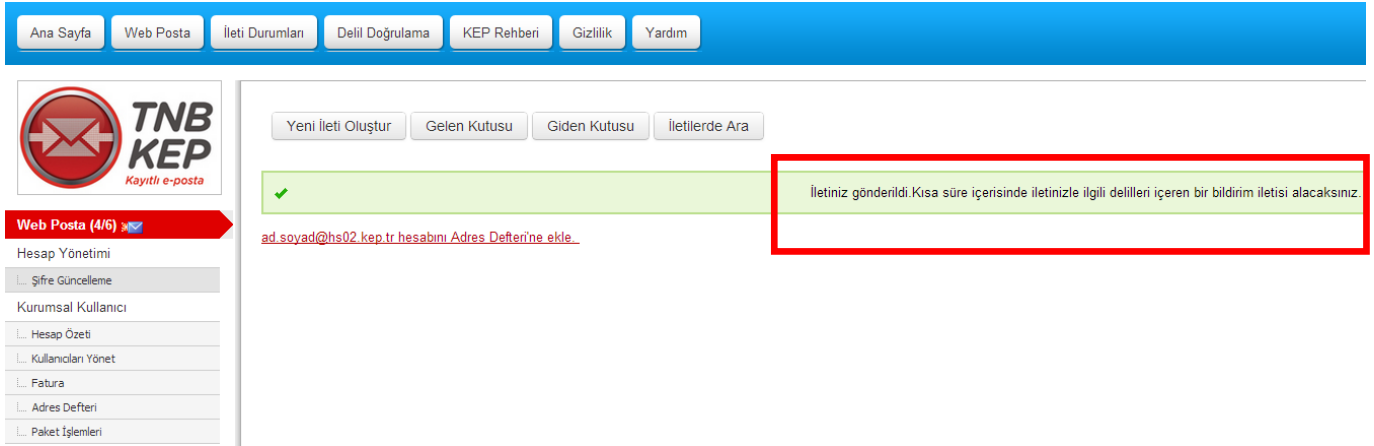 Ana Sayfa
Web Posta
İleti Durumları
Delil Doğrulama
KEP Rehberi
Gizlilik
Yardım
TNB
KEP
Kayıtlı e-posta
Yeni İleti Oluştur
Gelen Kutusu
Giden Kutusu
İletilerde Ara
İletiniz gönderildi.Kısa süre içerisinde iletinizle ilgili delilleri içeren bir bildirim iletisi alacaksınız.
ad.soyad@hs02.kep.tr hesabını Adres Defteri'ne ekle.
Web Posta (4/6)
Hesap Yönetimi
Şifre Güncelleme
Kurumsal Kullanıcı
Hesap Özeti
Kullanıcıları Yönet
Fatura
Adres Defteri
Paket İşlemleri